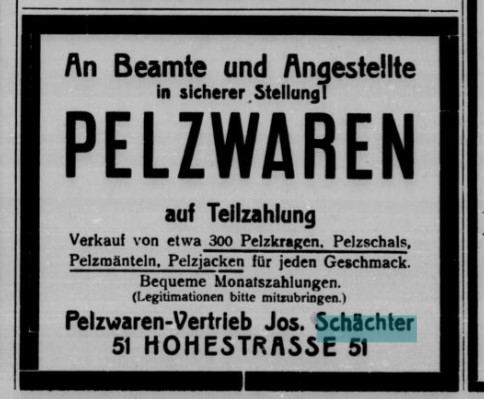 An Beamte und Angestellte
in sicherer Stellung!
PELZWAREN
auf Teilzahlung
Verkauf von etwa 300 Pelzkragen, Pelzschals,
Pelzmänteln, Pelzjacken für jeden Geschmack.
Bequeme Monatszahlungen.
(Legitimationen bitte mitzubringen.)
Pelzwaren-Vertrieb Jos. Schächter
51 HOHESTRASSE 51